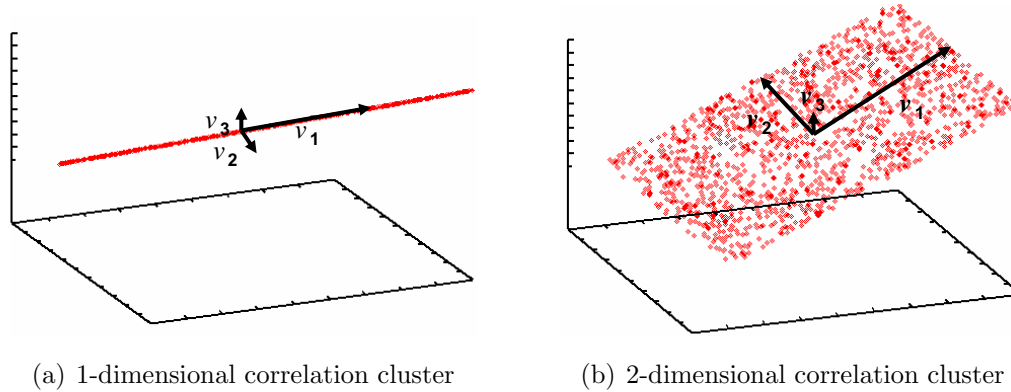 v3
v2
v1
v2
v3
v1
(a) 1-dimensional correlation cluster
(b) 2-dimensional correlation cluster